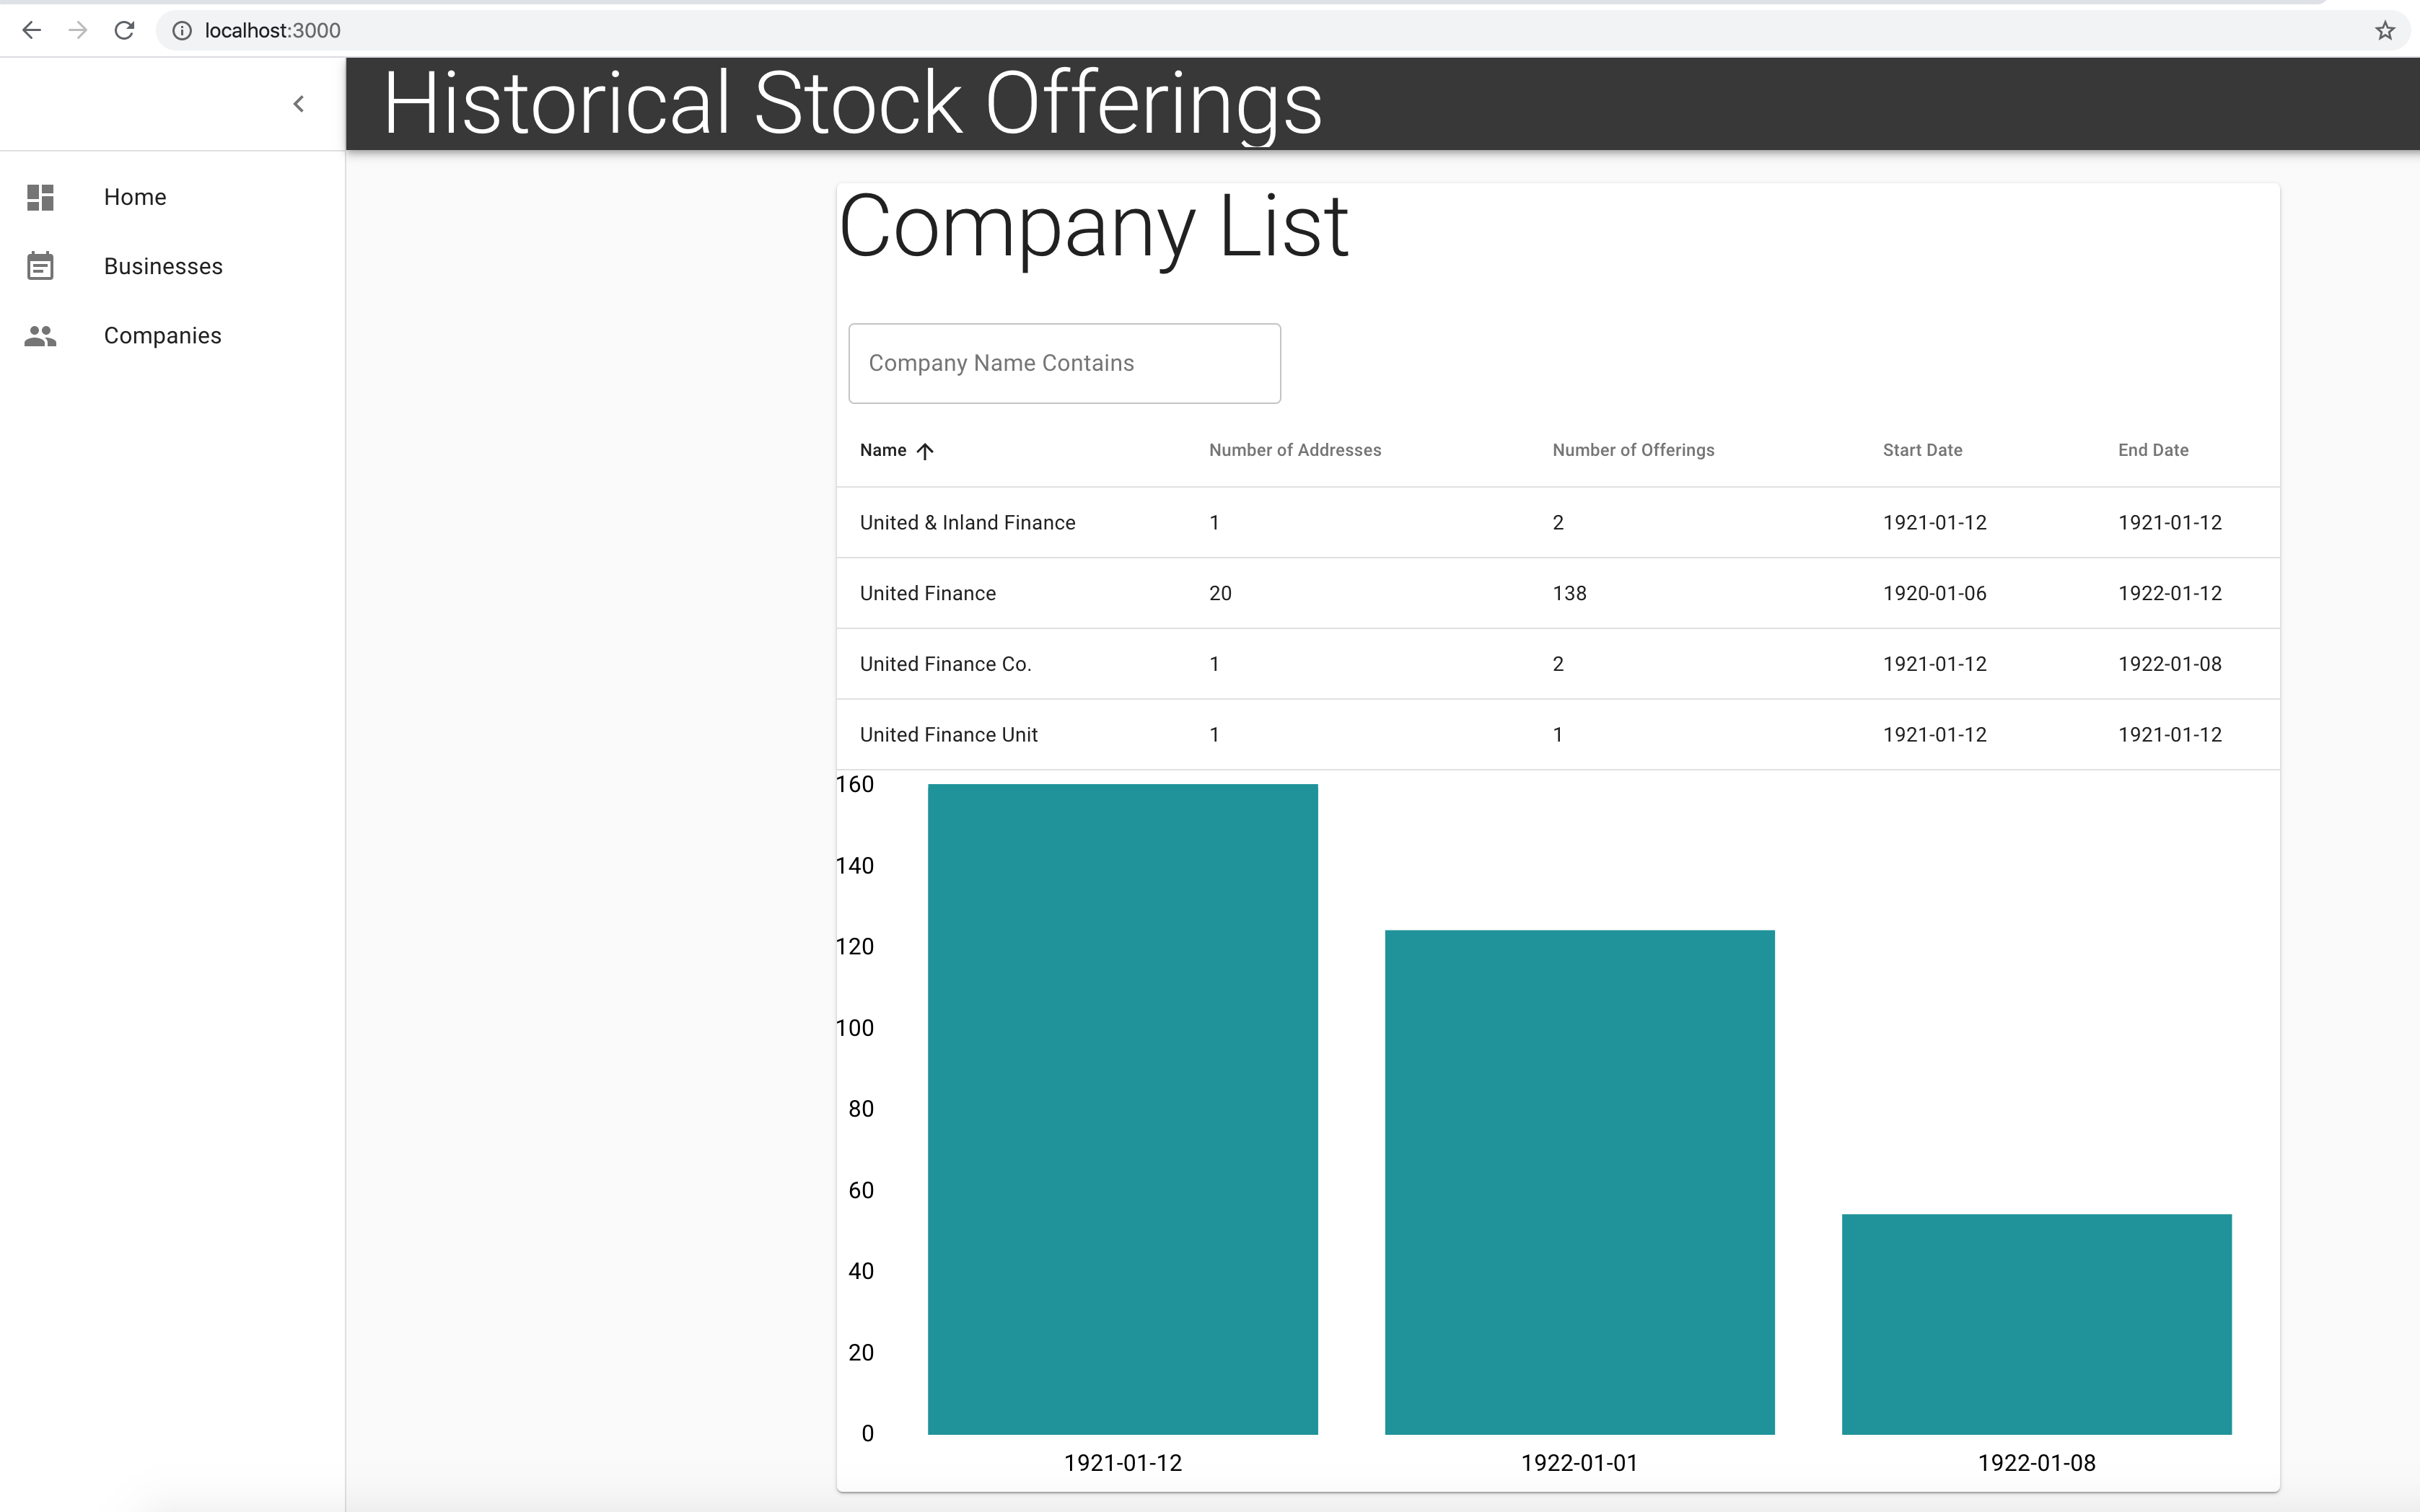 localhost:3000
Historical Stock Offerings
Home
Businesses
Companies
Company List
Company Name Contains
Name Number of Addresses Number of Offerings Start Date End Date
United & Inland Finance 1 2 1921-01-12 1921-01-12
United Finance 20 138 1920-01-06 1922-01-12
United Finance Co. 1 2 1921-01-12 1922-01-08
United Finance Unit 1 1 1921-01-12 1921-01-12
160
140
120
100
80
60
40
20
0
1921-01-12 1922-01-01 1922-01-08